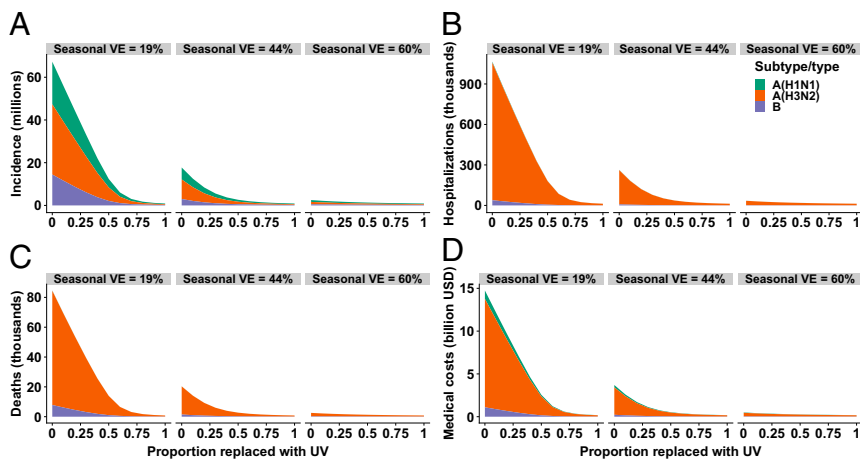 A
Seasonal VE = 19%
Seasonal VE = 44%
Seasonal VE = 60%
Incidence (millions)
60
40
20
0
0 0.25 0.5 0.75 1
0 0.25 0.5 0.75 1
0 0.25 0.5 0.75 1
B
Seasonal VE = 19%
Seasonal VE = 44%
Seasonal VE = 60%
Hospitalizations (thousands)
900
600
300
0
0 0.25 0.5 0.75 1
0 0.25 0.5 0.75 1
0 0.25 0.5 0.75 1
Subtype/type
A(H1N1)
A(H3N2)
B
C
Seasonal VE = 19%
Seasonal VE = 44%
Seasonal VE = 60%
Deaths (thousands)
80
60
40
20
0
0 0.25 0.5 0.75 1
0 0.25 0.5 0.75 1
0 0.25 0.5 0.75 1
Proportion replaced with UV
D
Seasonal VE = 19%
Seasonal VE = 44%
Seasonal VE = 60%
Medical costs (billion USD)
15
10
5
0
0 0.25 0.5 0.75 1
0 0.25 0.5 0.75 1
0 0.25 0.5 0.75 1
Proportion replaced with UV